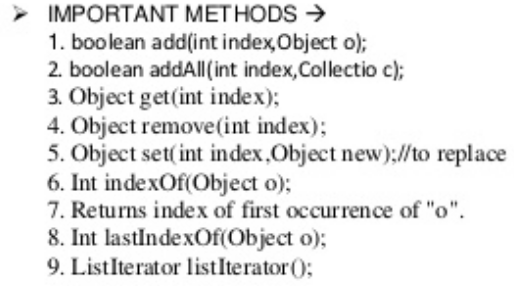 ➢ IMPORTANT METHODS →
1. boolean add(int index,Object o);
2. boolean addAll(int index,Collectio c);
3. Object get(int index);
4. Object remove(int index);
5. Object set(int index,Object new);//to replace
6. Int indexOf(Object o);
7. Returns index of first occurrence of "o".
8. Int lastIndexOf(Object o);
9. ListIterator listIterator();